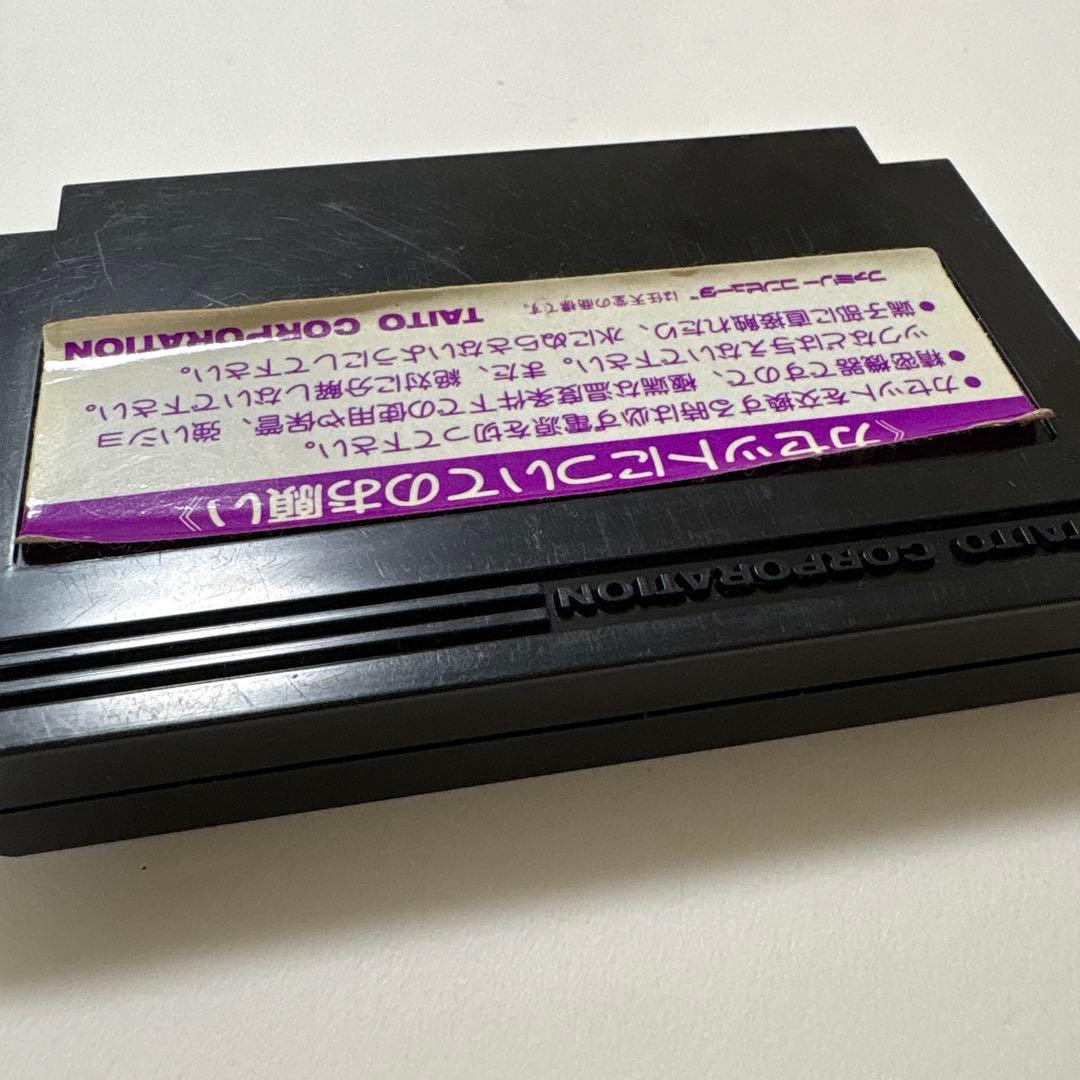 《カセットについてのお願い》
●カセットを交換する時は必ず電源を切って下さい。
●精密機器ですので、極端な温度条件下での使用や保管、強いショ
ックなどは与えないで下さい。また、絶対に分解しないで下さい。
●端子部に直接触れたり、水にぬらさないようにして下さい。
ファミリーコンピュータ™は任天堂の商標です。
TAITO CORPORATION
TAITO CORPORATION